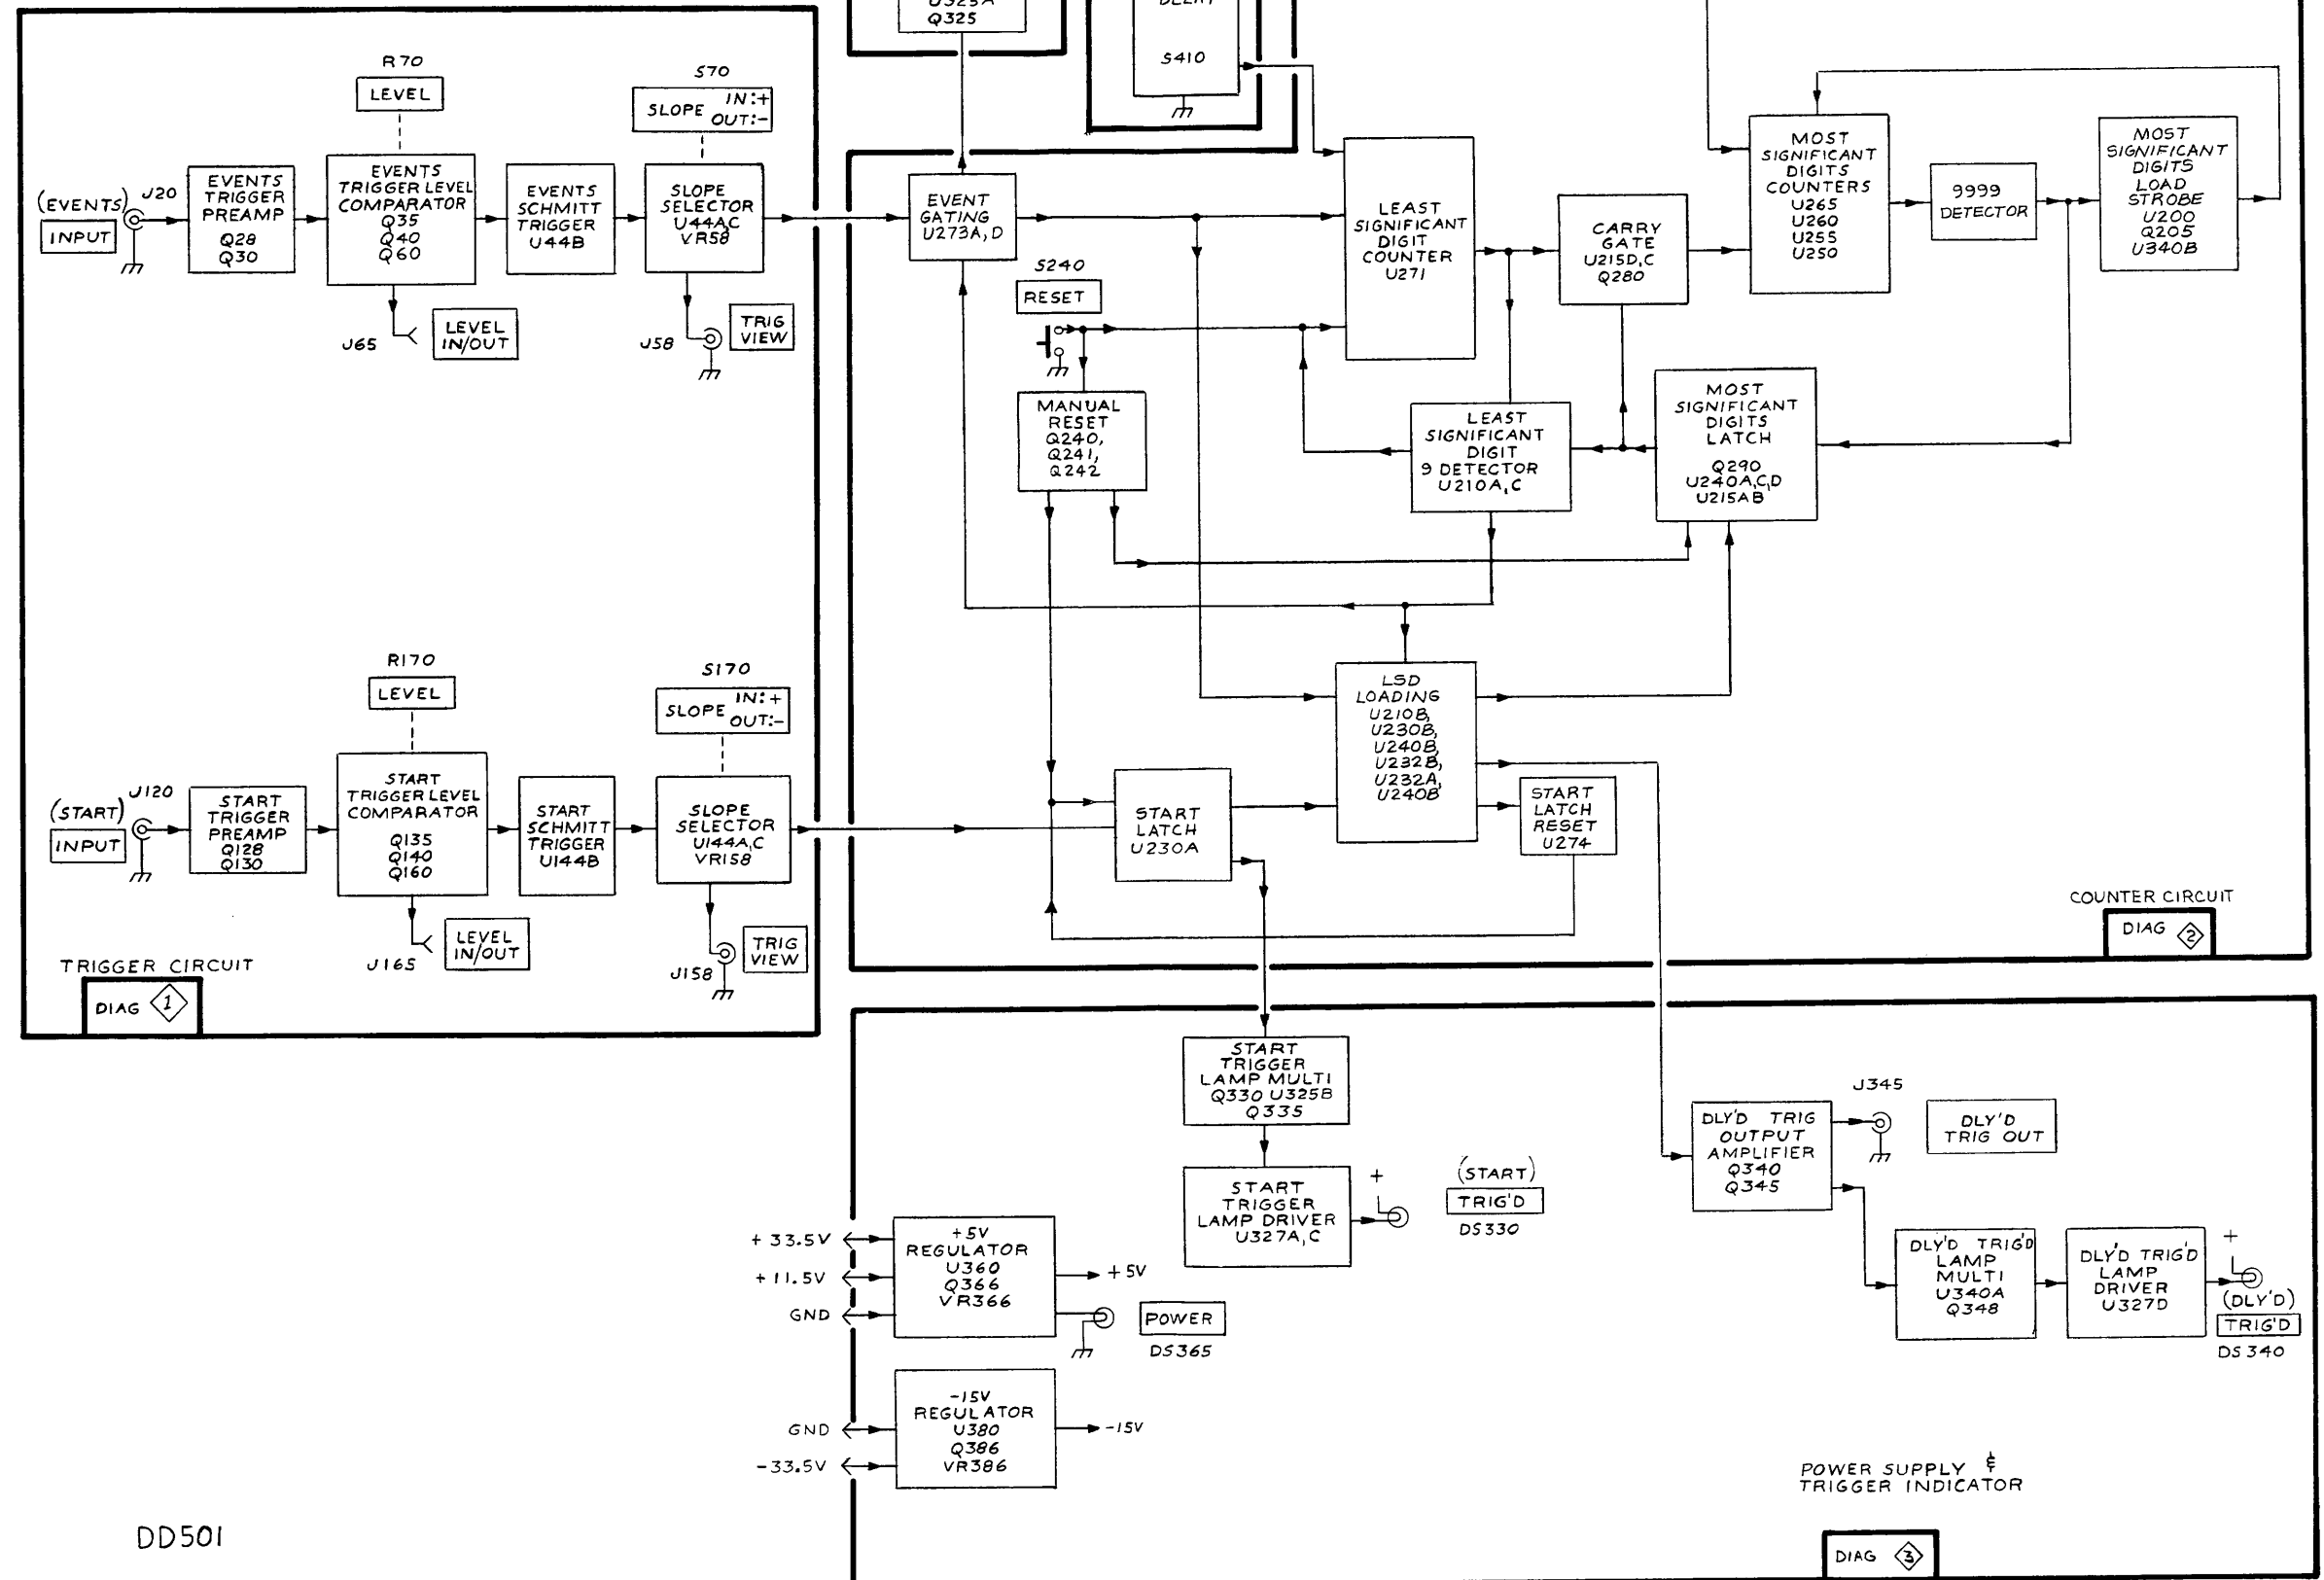 Q325
DELAY
S410
R70
LEVEL
S70
SLOPE IN:+
OUT:-
(EVENTS) J20
INPUT
EVENTS
TRIGGER
PREAMP
Q28
Q30
EVENTS
TRIGGER LEVEL
COMPARATOR
Q35
Q40
Q60
EVENTS
SCHMITT
TRIGGER
U44B
SLOPE
SELECTOR
U44A,C
VR58
J65
LEVEL
IN/OUT
J58
TRIG
VIEW
EVENT
GATING
U273A, D
S240
RESET
MANUAL
RESET
Q240,
Q241,
Q242
LEAST
SIGNIFICANT
DIGIT
COUNTER
U271
CARRY
GATE
U215D,C
Q280
MOST
SIGNIFICANT
DIGITS
COUNTERS
U265
U260
U255
U250
9999
DETECTOR
MOST
SIGNIFICANT
DIGITS
LOAD
STROBE
U200
Q205
U340B
LEAST
SIGNIFICANT
DIGIT
9 DETECTOR
U210A, C
MOST
SIGNIFICANT
DIGITS
LATCH
Q290
U240A,C,D
U215AB
R170
LEVEL
S170
SLOPE IN:+
OUT:-
(START) J120
INPUT
START
TRIGGER
PREAMP
Q128
Q130
START
TRIGGER LEVEL
COMPARATOR
Q135
Q140
Q160
START
SCHMITT
TRIGGER
U144B
SLOPE
SELECTOR
U144A,C
VR158
J165
LEVEL
IN/OUT
J158
TRIG
VIEW
TRIGGER CIRCUIT
DIAG 1
START
LATCH
U230A
LSD
LOADING
U210B,
U230B,
U240B,
U232B,
U232A,
U240B
START
LATCH
RESET
U274
COUNTER CIRCUIT
DIAG 2
START
TRIGGER
LAMP MULTI
Q330 U325B
Q335
START
TRIGGER
LAMP DRIVER
U327A, C
+
(START)
TRIG'D
DS330
DLY'D TRIG
OUTPUT
AMPLIFIER
Q340
Q345
J345
DLY'D
TRIG OUT
DLY'D TRIG'D
LAMP
MULTI
U340A
Q348
DLY'D TRIG'D
LAMP
DRIVER
U327D
+
(DLY'D)
TRIG'D
DS340
+33.5V
+11.5V
GND
+5V
REGULATOR
U360
Q366
VR366
+5V
POWER
DS365
GND
-33.5V
-15V
REGULATOR
U380
Q386
VR386
-15V
POWER SUPPLY &
TRIGGER INDICATOR
DIAG 3
DD501